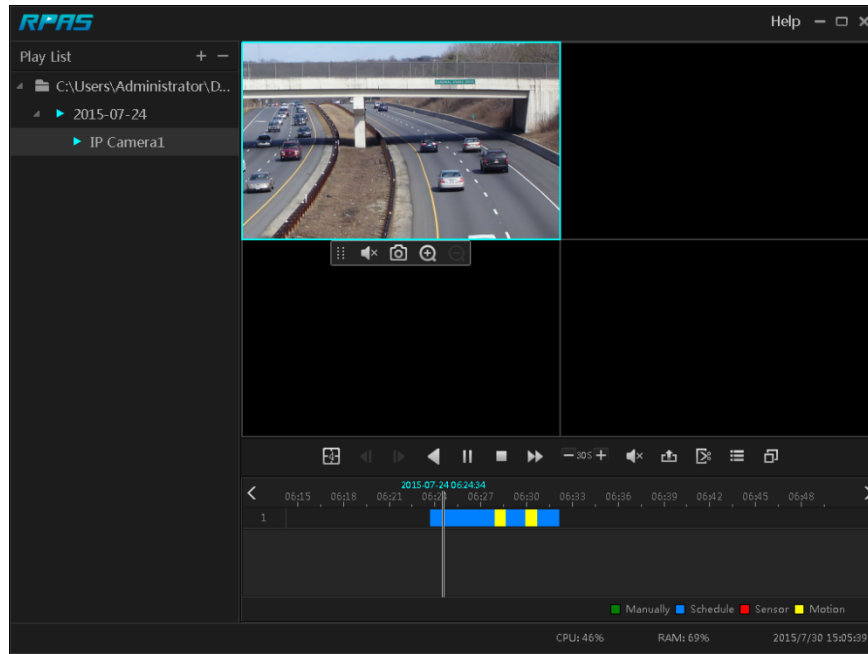 RPAS
Help
Play List + −
C:\Users\Administrator\D...
2015-07-24
IP Camera1
4
30S
2015-07-24 06:24:34
06:15 06:18 06:21 06:24 06:27 06:30 06:33 06:36 06:39 06:42 06:45 06:48
1
Manually Schedule Sensor Motion
CPU: 46% RAM: 69% 2015/7/30 15:05:39